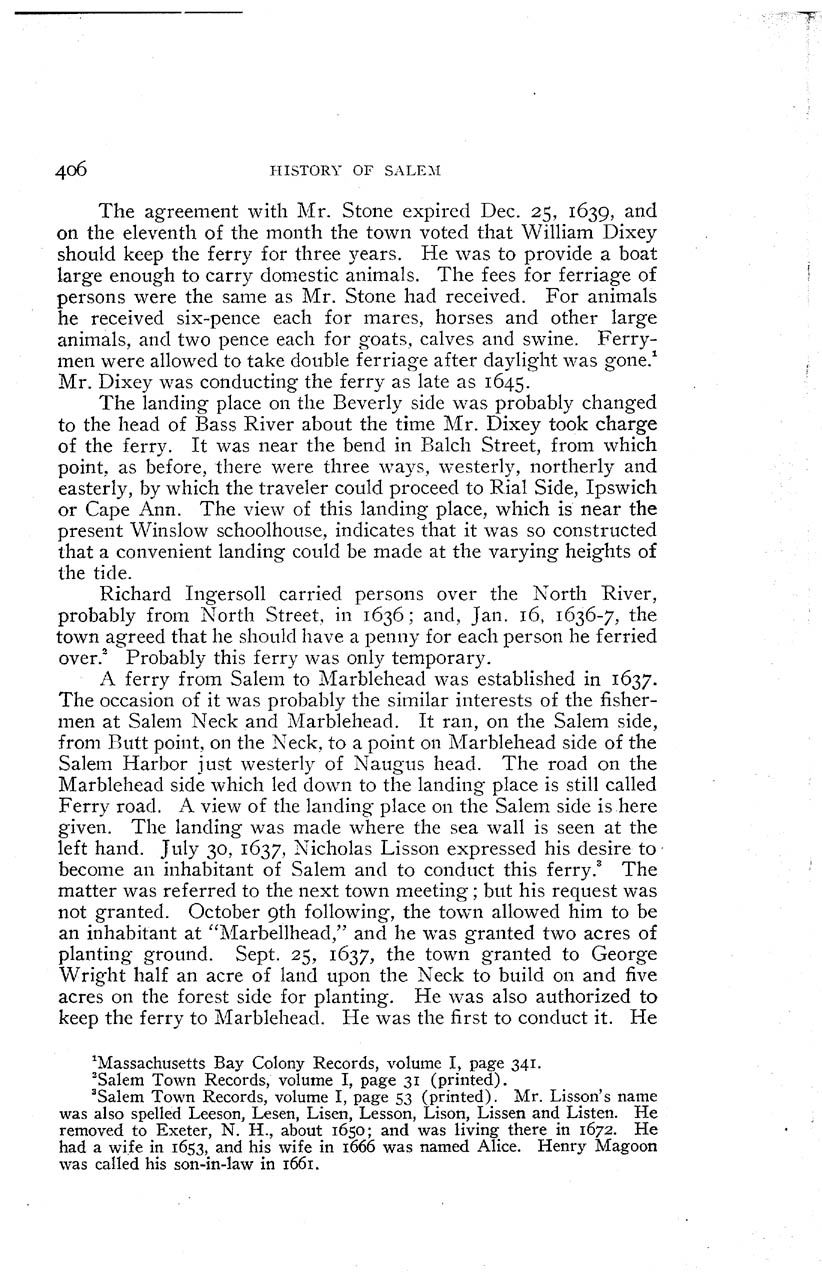 406 HISTORY OF SALEM
The agreement with Mr. Stone expired Dec. 25, 1639, and
on the eleventh of the month the town voted that William Dixey
should keep the ferry for three years. He was to provide a boat
large enough to carry domestic animals. The fees for ferriage of
persons were the same as Mr. Stone had received. For animals
he received six-pence each for mares, horses and other large
animals, and two pence each for goats, calves and swine. Ferry-
men were allowed to take double ferriage after daylight was gone.¹
Mr. Dixey was conducting the ferry as late as 1645.
The landing place on the Beverly side was probably changed
to the head of Bass River about the time Mr. Dixey took charge
of the ferry. It was near the bend in Balch Street, from which
point, as before, there were three ways, westerly, northerly and
easterly, by which the traveler could proceed to Rial Side, Ipswich
or Cape Ann. The view of this landing place, which is near the
present Winslow schoolhouse, indicates that it was so constructed
that a convenient landing could be made at the varying heights of
the tide.
Richard Ingersoll carried persons over the North River,
probably from North Street, in 1636; and, Jan. 16, 1636-7, the
town agreed that he should have a penny for each person he ferried
over.² Probably this ferry was only temporary.
A ferry from Salem to Marblehead was established in 1637.
The occasion of it was probably the similar interests of the fisher-
men at Salem Neck and Marblehead. It ran, on the Salem side,
from Butt point, on the Neck, to a point on Marblehead side of the
Salem Harbor just westerly of Naugus head. The road on the
Marblehead side which led down to the landing place is still called
Ferry road. A view of the landing place on the Salem side is here
given. The landing was made where the sea wall is seen at the
left hand. July 30, 1637, Nicholas Lisson expressed his desire to
become an inhabitant of Salem and to conduct this ferry.³ The
matter was referred to the next town meeting; but his request was
not granted. October 9th following, the town allowed him to be
an inhabitant at "Marbellhead," and he was granted two acres of
planting ground. Sept. 25, 1637, the town granted to George
Wright half an acre of land upon the Neck to build on and five
acres on the forest side for planting. He was also authorized to
keep the ferry to Marblehead. He was the first to conduct it. He
¹Massachusetts Bay Colony Records, volume I, page 341.
²Salem Town Records, volume I, page 31 (printed).
³Salem Town Records, volume I, page 53 (printed). Mr. Lisson's name
was also spelled Leeson, Lesen, Lisen, Lesson, Lison, Lissen and Listen. He
removed to Exeter, N. H., about 1650; and was living there in 1672. He
had a wife in 1653, and his wife in 1666 was named Alice. Henry Magoon
was called his son-in-law in 1661.